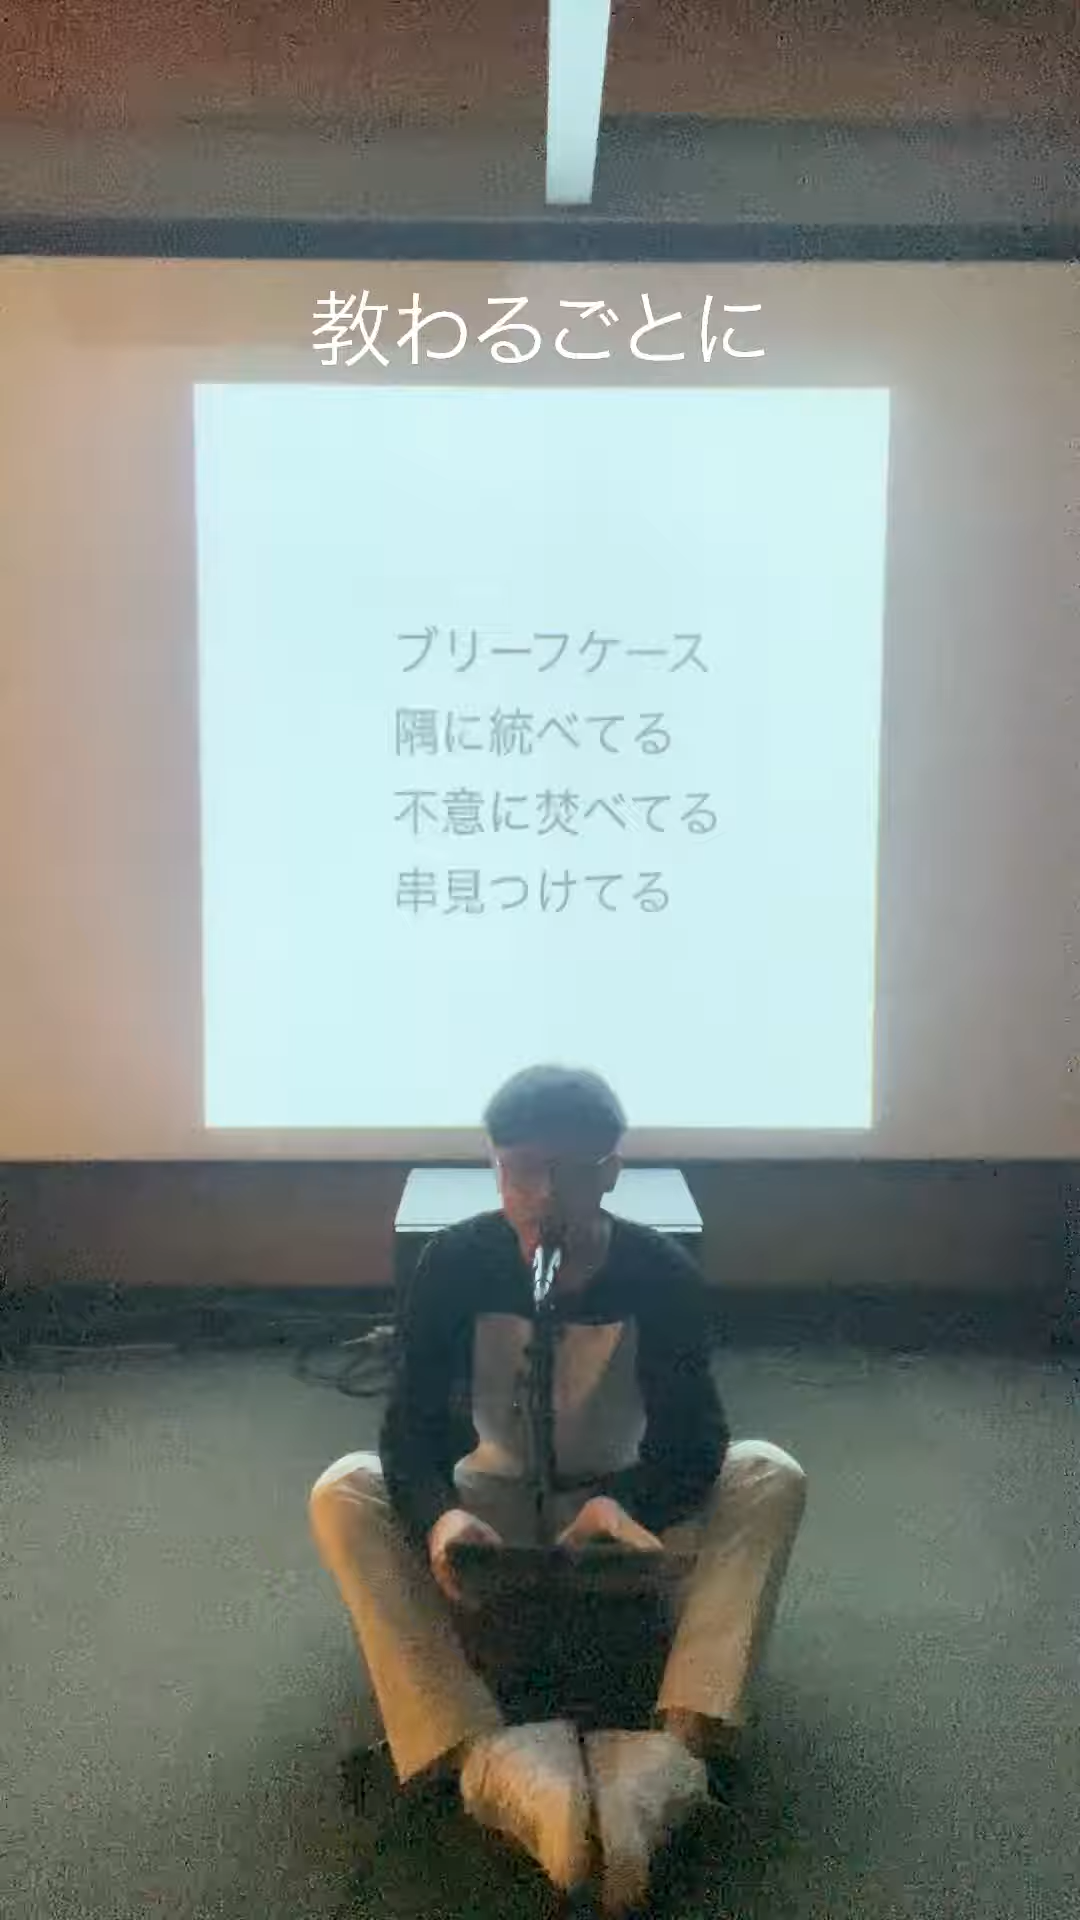 教わるごとに
ブリーフケース
隅に統べてる
不意に焚べてる
串見つけてる